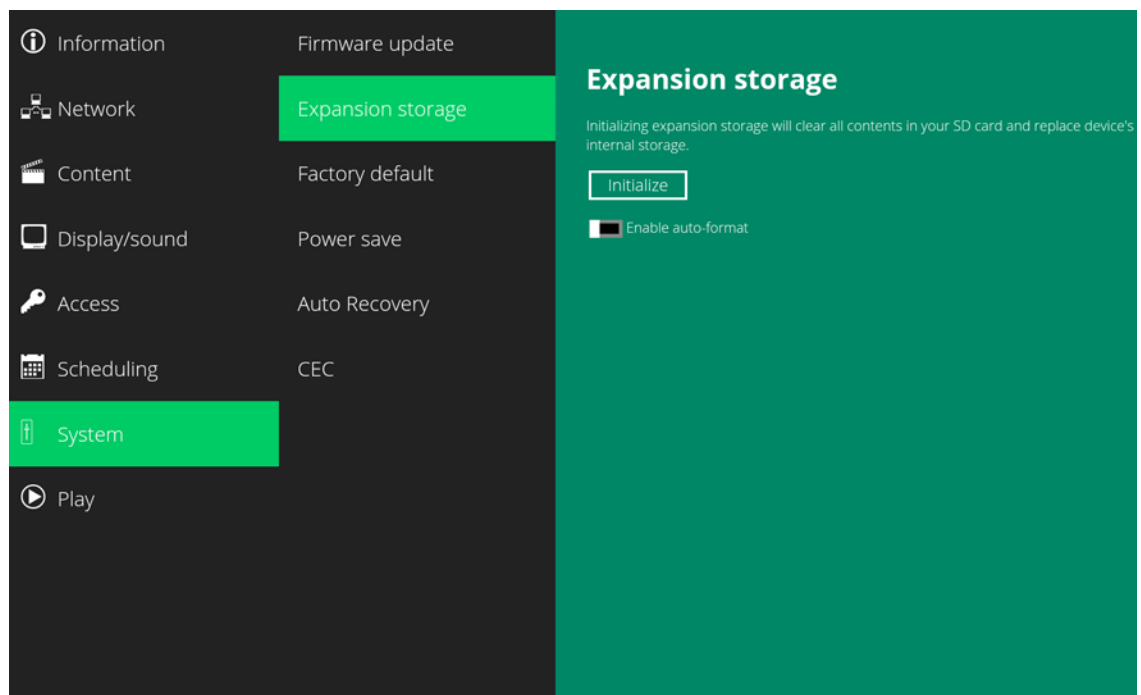 Information
Network
Content
Display/sound
Access
Scheduling
System
Play
Firmware update
Expansion storage
Factory default
Power save
Auto Recovery
CEC
Expansion storage
Initializing expansion storage will clear all contents in your SD card and replace device's
internal storage.
Initialize
Enable auto-format